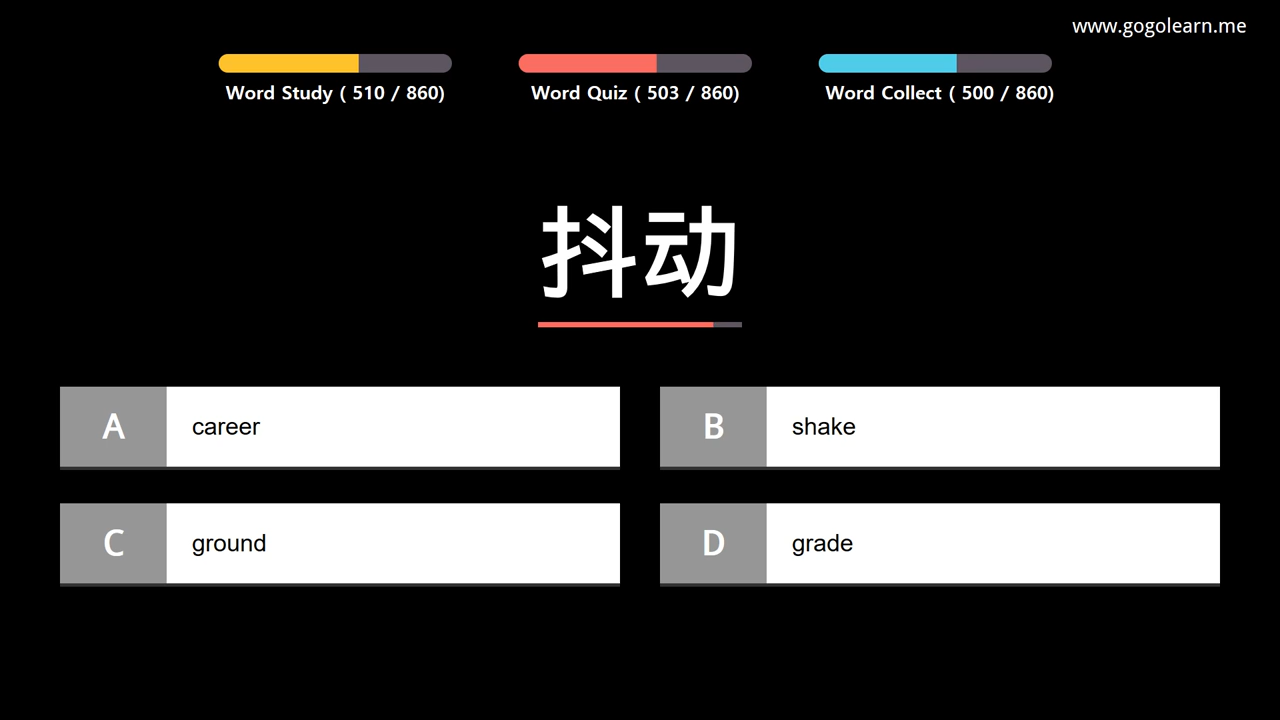 www.gogolearn.me
Word Study ( 510 / 860)
Word Quiz ( 503 / 860)
Word Collect ( 500 / 860)
抖动
A career
B shake
C ground
D grade